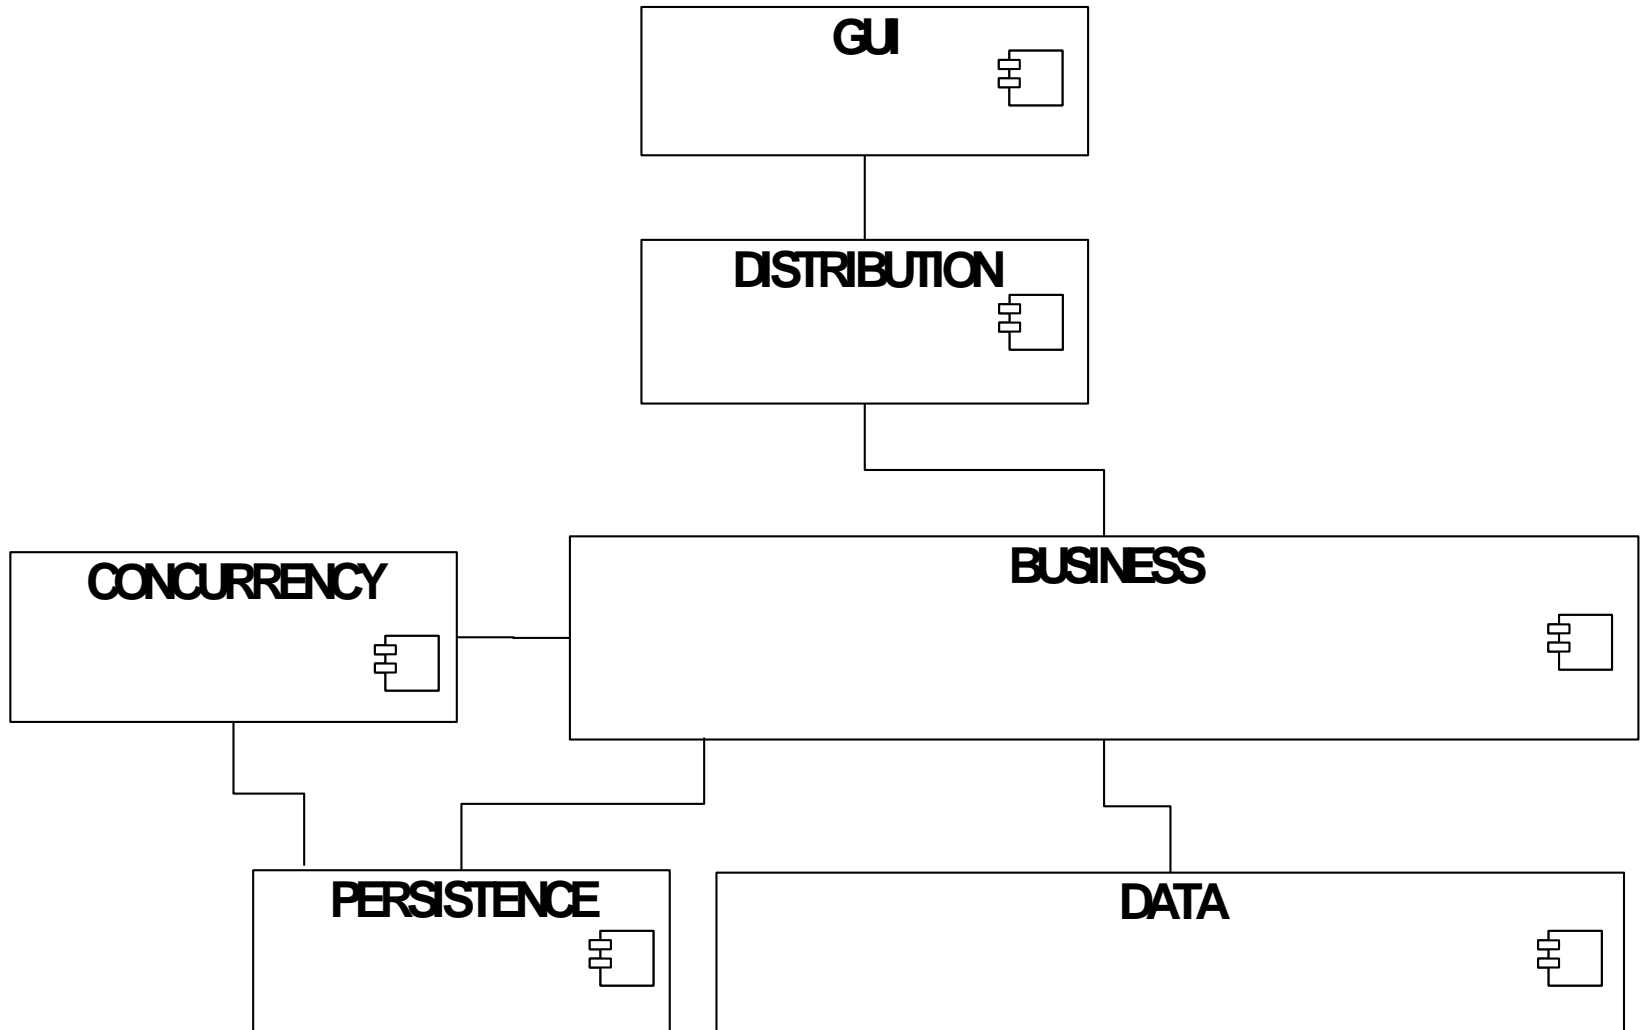 GUI
DISTRIBUTION
CONCURRENCY
BUSINESS
PERSISTENCE
DATA